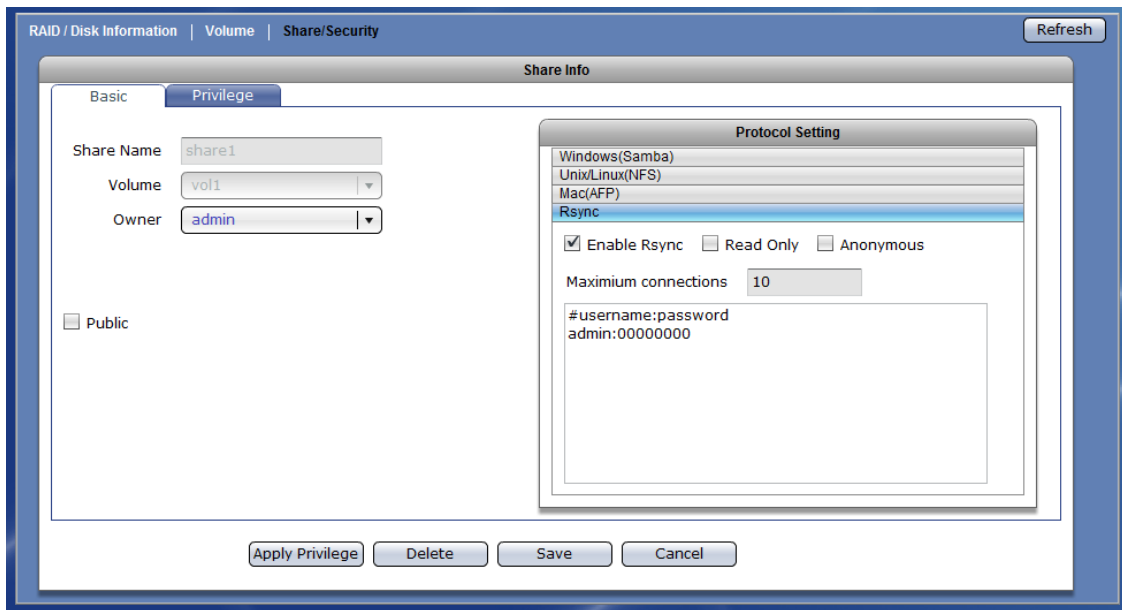 RAID / Disk Information | Volume | Share/Security Refresh
Share Info
Basic Privilege
Share Name share1
Volume vol1
Owner admin
Public
Protocol Setting
Windows(Samba)
Unix/Linux(NFS)
Mac(AFP)
Rsync
Enable Rsync Read Only Anonymous
Maximium connections 10
#username:password
admin:00000000
Apply Privilege Delete Save Cancel